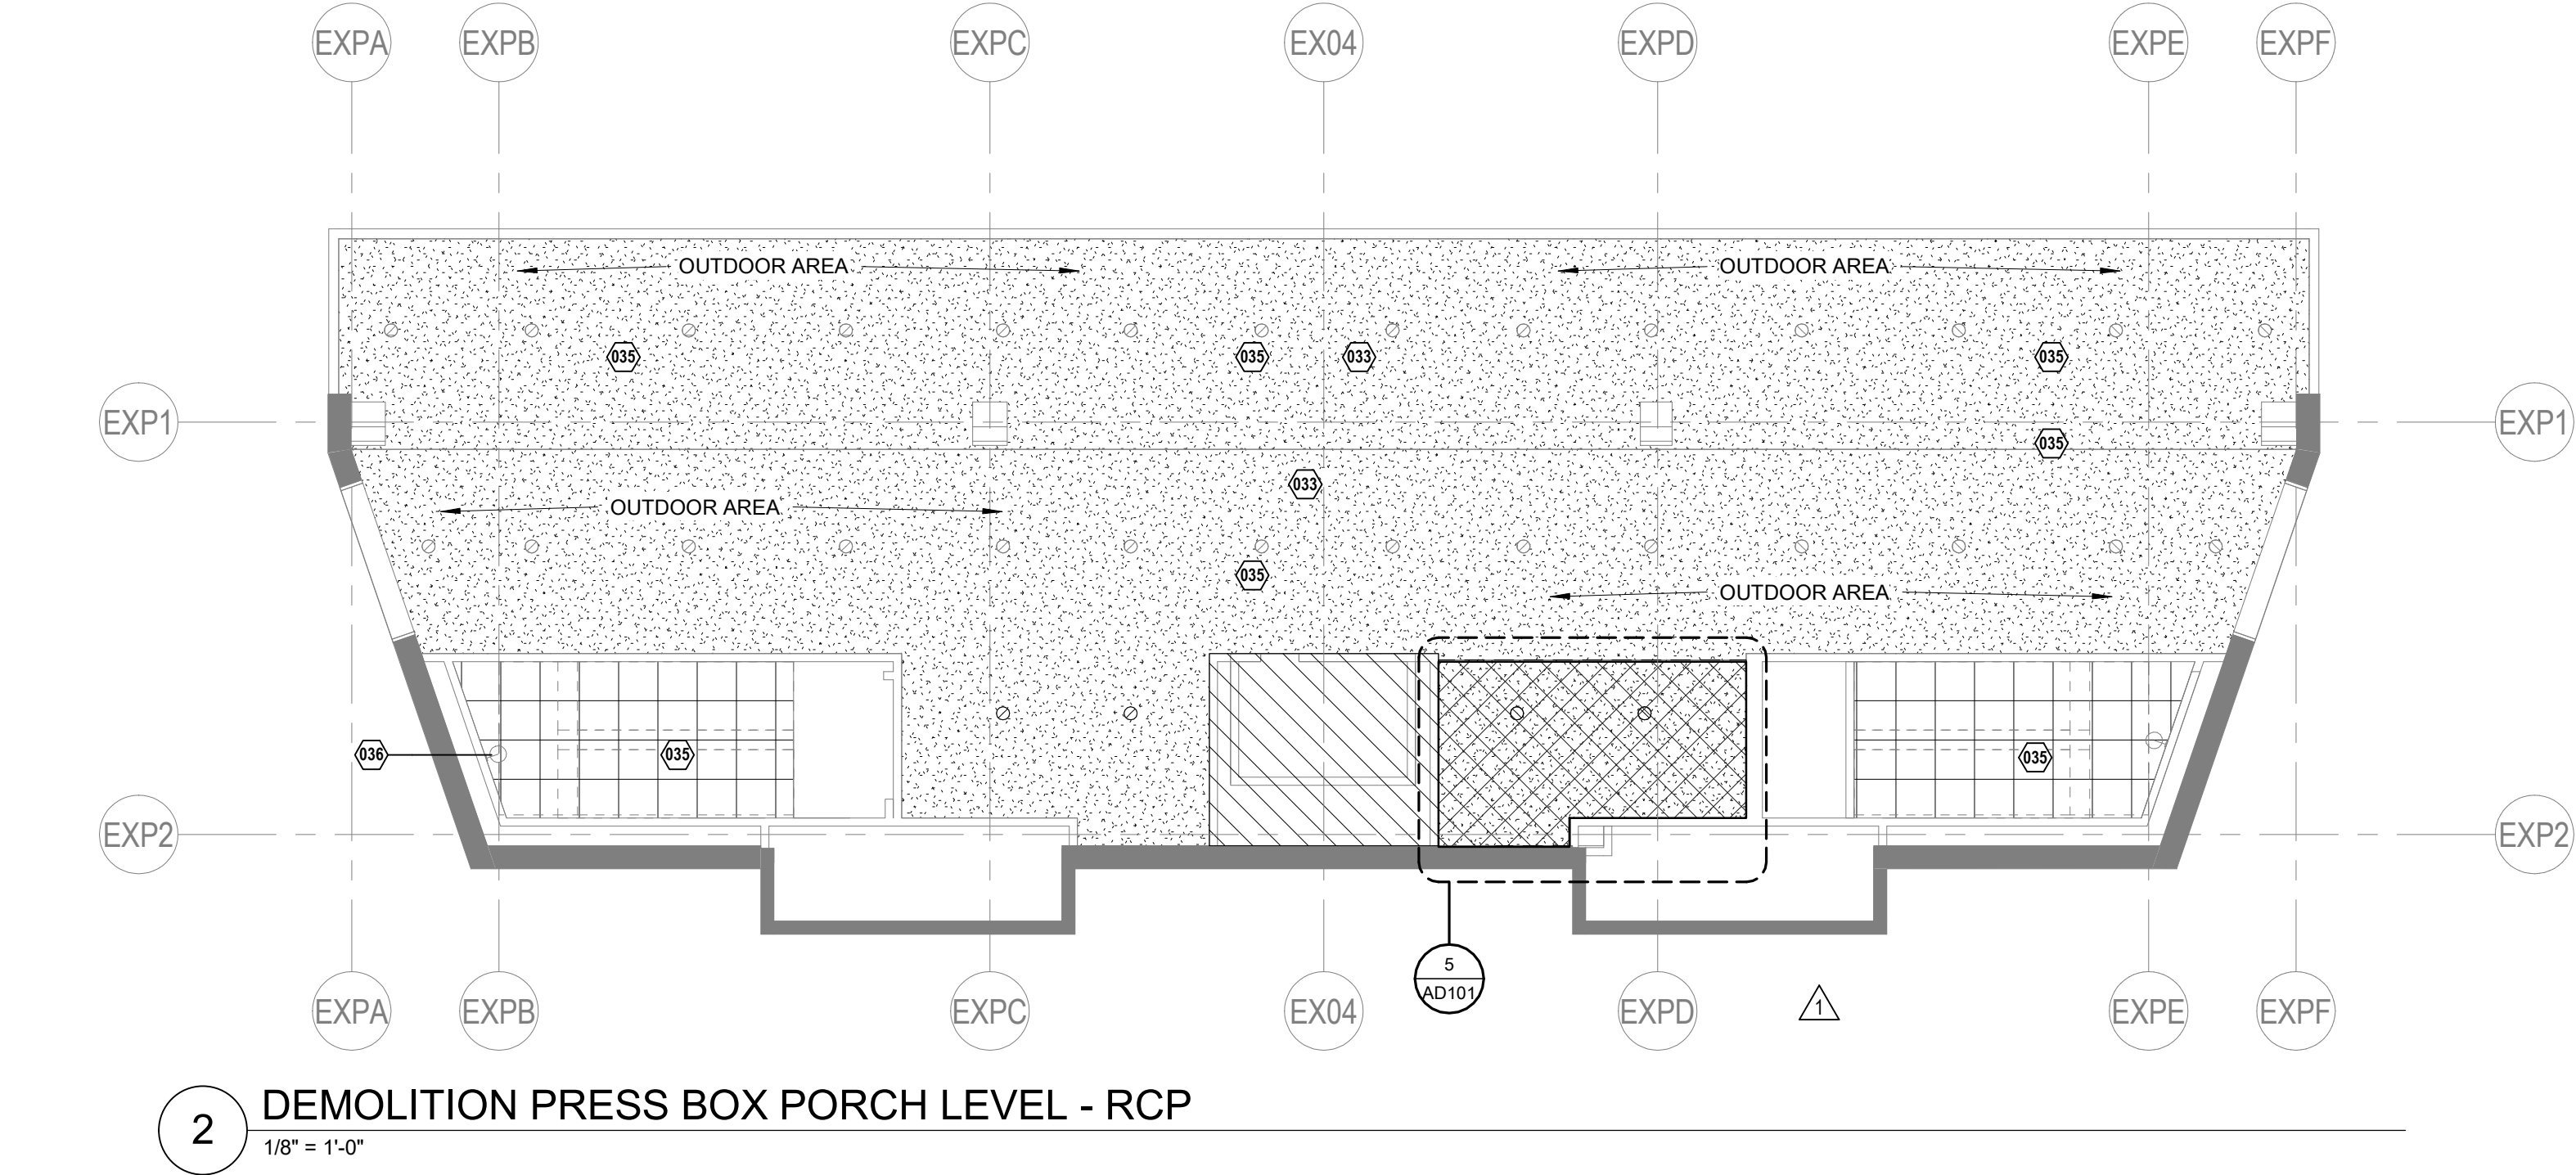 EXPA EXPB EXPC EX04 EXPD EXPE EXPF
OUTDOOR AREA OUTDOOR AREA
035 035 033 035
EXP1 EXP1
035
033
OUTDOOR AREA
035
OUTDOOR AREA
036 035 035
EXP2 EXP2
5
AD101
EXPA EXPB EXPC EX04 EXPD 1 EXPE EXPF
2 DEMOLITION PRESS BOX PORCH LEVEL - RCP
1/8" = 1'-0"